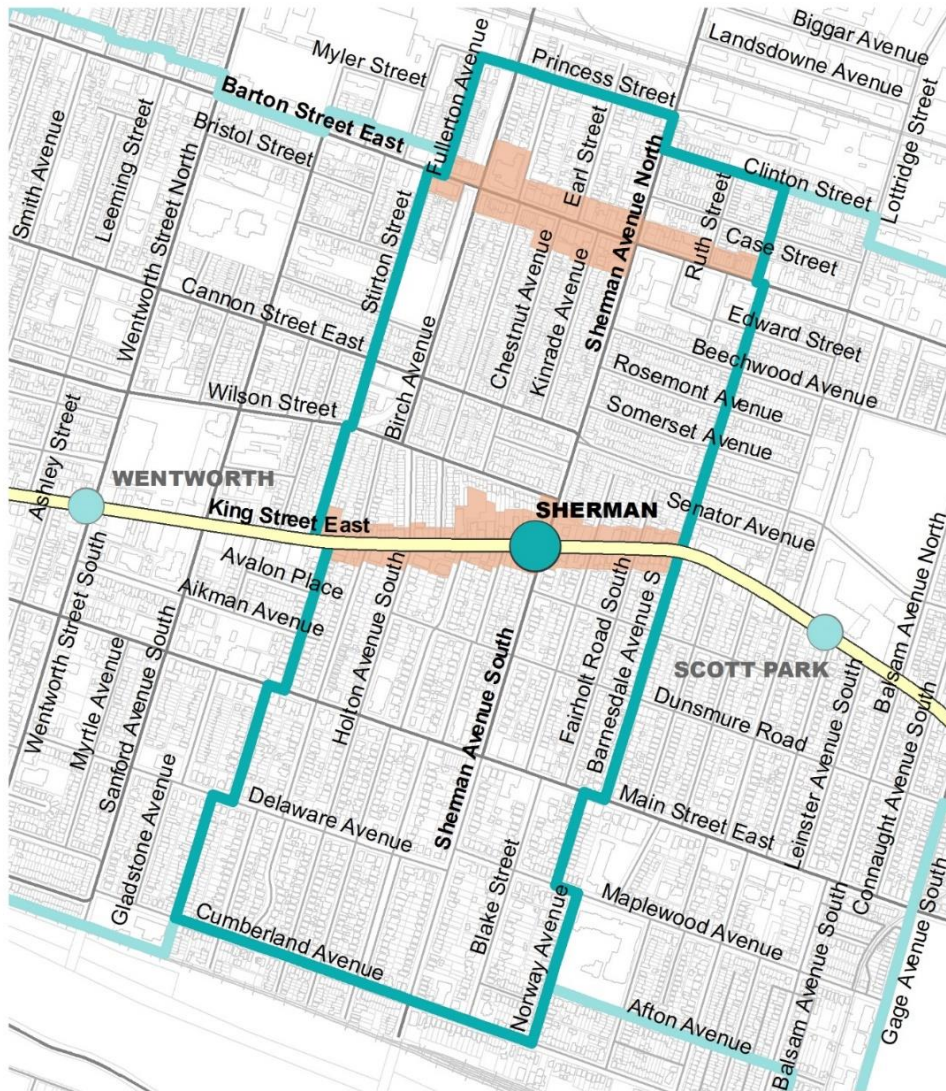 Biggar Avenue
Landsdowne Avenue
Myler Street
Fullerton Avenue
Princess Street
Lottridge Street
Barton Street East
Bristol Street
Smith Avenue
Leeming Street
Wentworth Street North
Stirton Street
Earl Street
Sherman Avenue North
Clinton Street
Ruth Street
Case Street
Cannon Street East
Birch Avenue
Chestnut Avenue
Kinrade Avenue
Edward Street
Beechwood Avenue
Rosemont Avenue
Somerset Avenue
Wilson Street
Ashley Street
WENTWORTH
King Street East
SHERMAN
Senator Avenue
Avalon Place
Aikman Avenue
Wentworth Street South
Myrtle Avenue
Sanford Avenue South
Holton Avenue South
Sherman Avenue South
Fairholt Road South
Barnesdale Avenue S
SCOTT PARK
Dunsmure Road
Balsam Avenue North
Leinster Avenue South
Connaught Avenue South
Main Street East
Gladstone Avenue
Delaware Avenue
Blake Street
Maplewood Avenue
Cumberland Avenue
Norway Avenue
Afton Avenue
Balsam Avenue South
Gage Avenue South